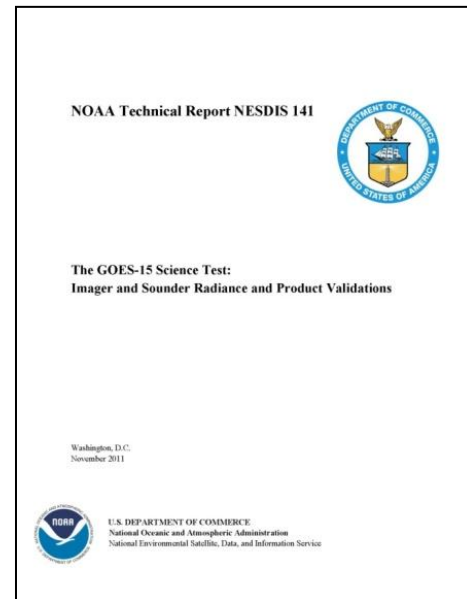 NOAA Technical Report NESDIS 141
DEPARTMENT OF COMMERCE
UNITED STATES OF AMERICA
The GOES-15 Science Test:
Imager and Sounder Radiance and Product Validations
Washington, D.C.
November 2011
NOAA
U.S. DEPARTMENT OF COMMERCE
National Oceanic and Atmospheric Administration
National Environmental Satellite, Data, and Information Service